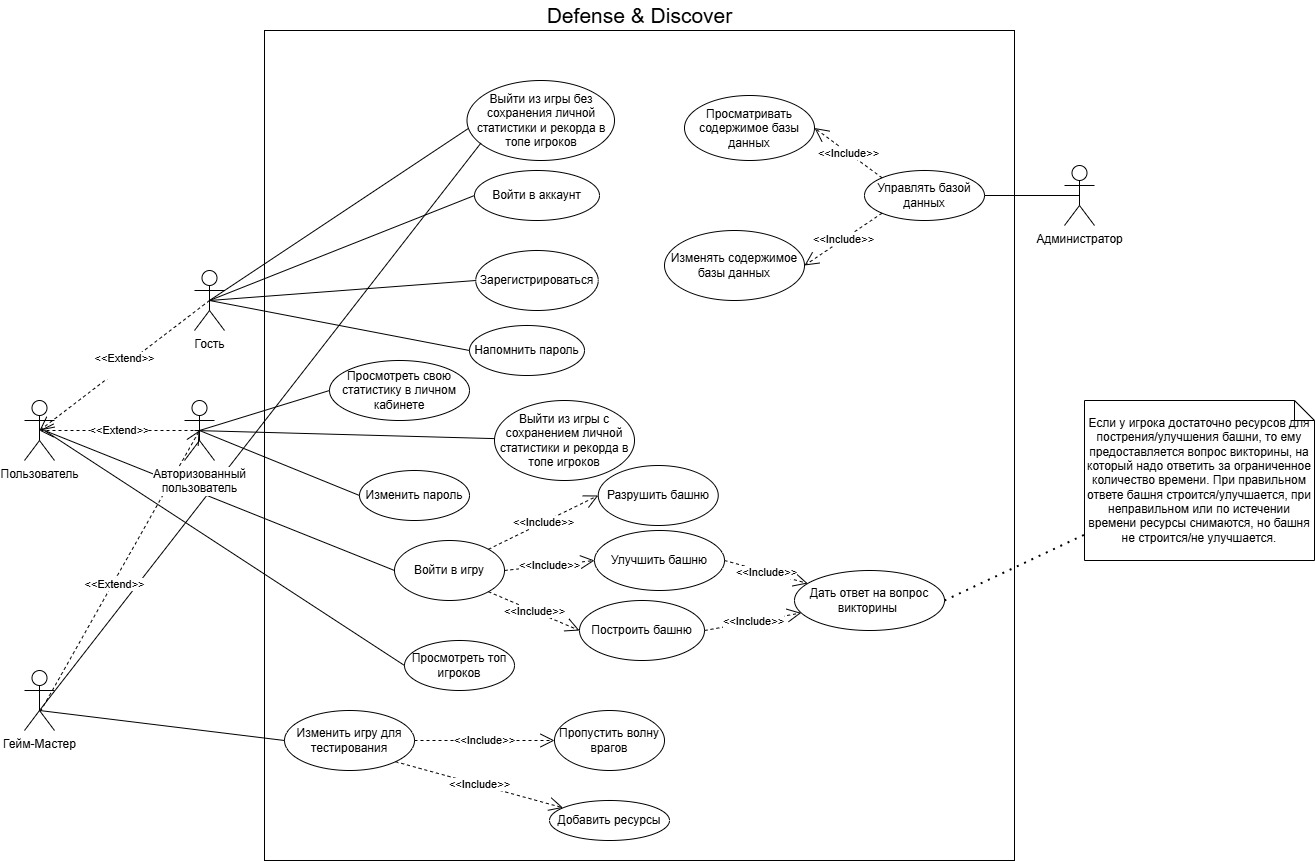 Defense & Discover
Выйти из игры без
сохранения личной
статистики и рекорда в
топе игроков
Просматривать
содержимое базы
данных
<<Include>>
Войти в аккаунт
Управлять базой
данных
Администратор
<<Include>>
Изменять содержимое
базы данных
Зарегистрироваться
Гость
<<Extend>>
Напомнить пароль
Просмотреть свою
статистику в личном
кабинете
<<Extend>>
Пользователь
Авторизованный
пользователь
Выйти из игры с
сохранением личной
статистики и рекорда в
топе игроков
Если у игрока достаточно ресурсов для
пострения/улучшения башни, то ему
предоставляется вопрос викторины, на
который надо ответить за ограниченное
количество времени. При правильном
ответе башня строится/улучшается, при
неправильном или по истечении
времени ресурсы снимаются, но башня
не строится/не улучшается.
Изменить пароль
Разрушить башню
<<Include>>
Войти в игру
<<Include>>
Улучшить башню
<<Include>>
<<Extend>>
<<Include>>
Дать ответ на вопрос
викторины
Построить башню
<<Include>>
Просмотреть топ
игроков
Гейм-Мастер
Изменить игру для
тестирования
<<Include>>
Пропустить волну
врагов
<<Include>>
Добавить ресурсы